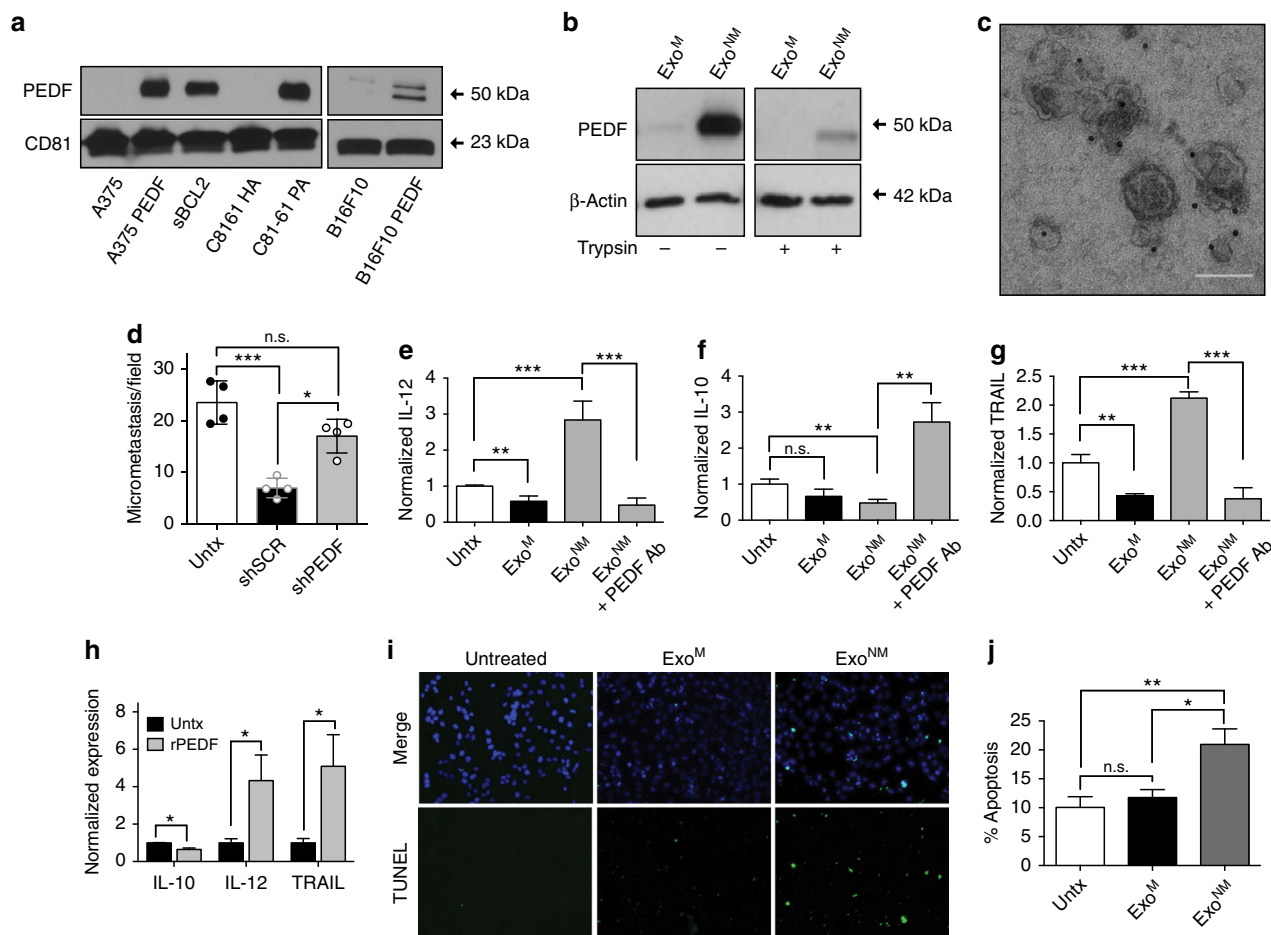 a
PEDF
50 kDa
CD81
23 kDa
A375
A375 PEDF
sBCL2
C8161 HA
C81-61 PA
B16F10
B16F10 PEDF
b
Exo^M
Exo^NM
Exo^M
Exo^NM
PEDF
50 kDa
β-Actin
42 kDa
Trypsin – – + +
c
d
Micrometastasis/field
30
20
10
0
n.s.
***
*
Untx
shSCR
shPEDF
e
Normalized IL-12
4
3
2
1
0
***
***
**
Untx
Exo^M
Exo^NM
Exo^NM
+ PEDF Ab
f
Normalized IL-10
4
3
2
1
0
**
**
n.s.
Untx
Exo^M
Exo^NM
Exo^NM
+ PEDF Ab
g
Normalized TRAIL
2.5
2.0
1.5
1.0
0.5
0.0
***
***
**
Untx
Exo^M
Exo^NM
Exo^NM
+ PEDF Ab
h
Normalized expression
8
6
4
2
0
Untx
rPEDF
*
*
*
IL-10
IL-12
TRAIL
i
Untreated
Exo^M
Exo^NM
Merge
TUNEL
j
% Apoptosis
25
20
15
10
5
0
**
*
n.s.
Untx
Exo^M
Exo^NM